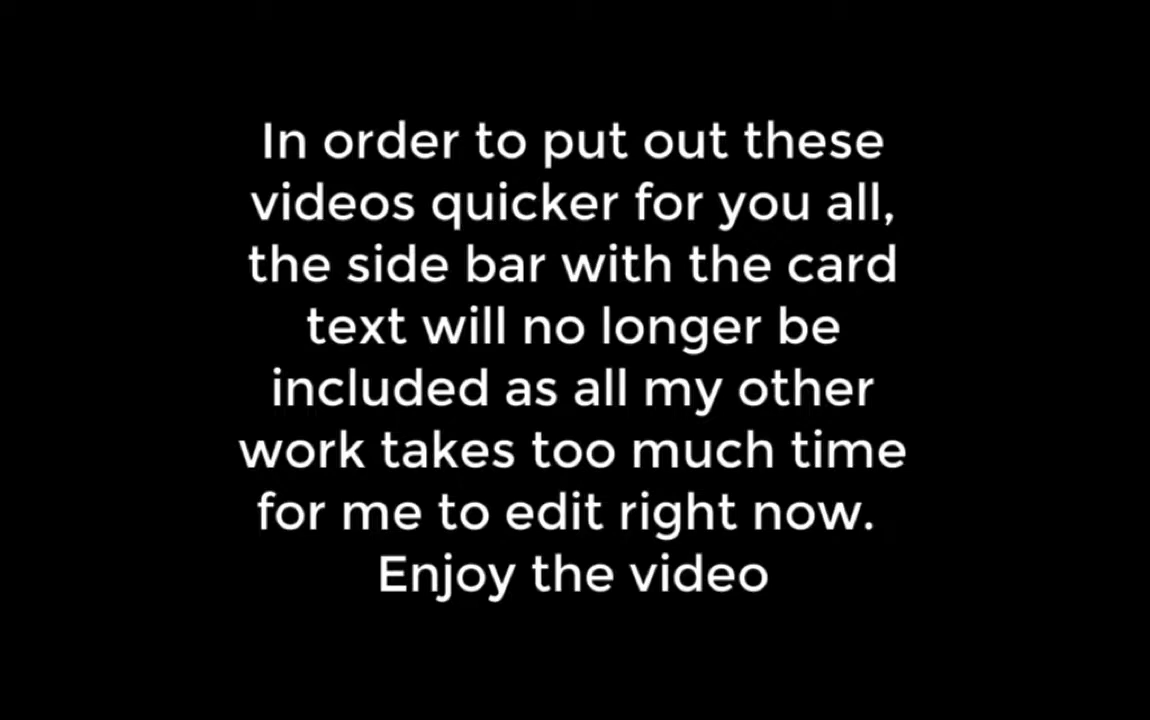 In order to put out these
videos quicker for you all,
the side bar with the card
text will no longer be
included as all my other
work takes too much time
for me to edit right now.
Enjoy the video